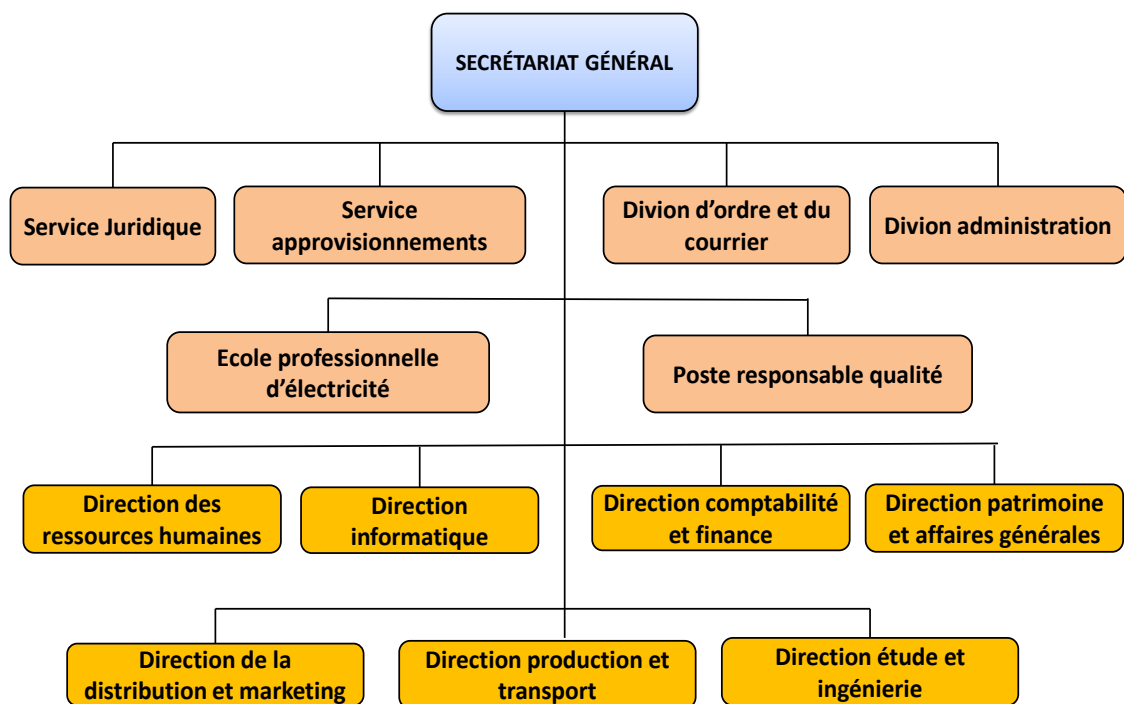 SECRÉTARIAT GÉNÉRAL
Service Juridique
Service
approvisionnements
Divion d'ordre et du
courrier
Divion administration
Ecole professionnelle
d'électricité
Poste responsable qualité
Direction des
ressources humaines
Direction
informatique
Direction comptabilité
et finance
Direction patrimoine
et affaires générales
Direction de la
distribution et marketing
Direction production et
transport
Direction étude et
ingénierie